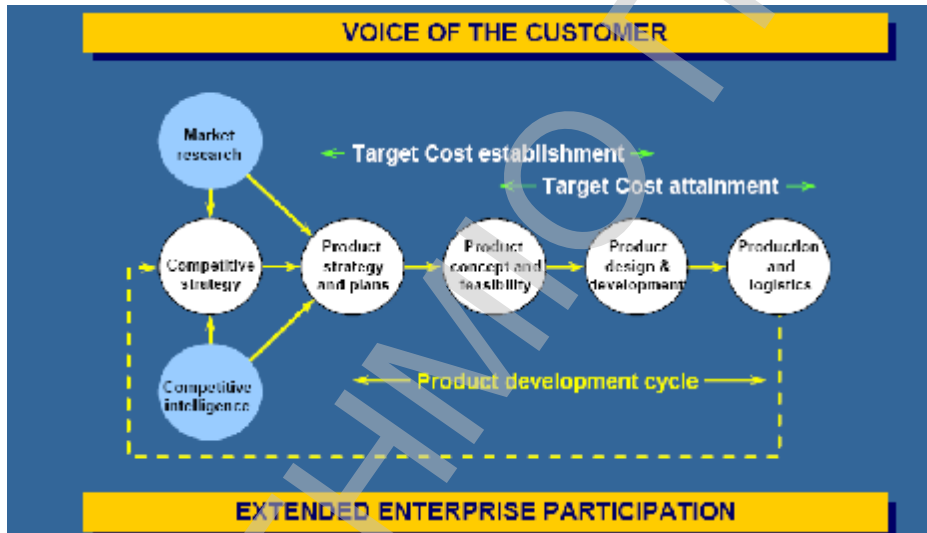 VOICE OF THE CUSTOMER
Market
research
Target Cost establishment
Target Cost attainment
Competitive
strategy
Product
strategy
and plans
Product
concept and
feasibility
Product
design &
development
Production
and
logistics
Competitive
intelligence
Product development cycle
EXTENDED ENTERPRISE PARTICIPATION